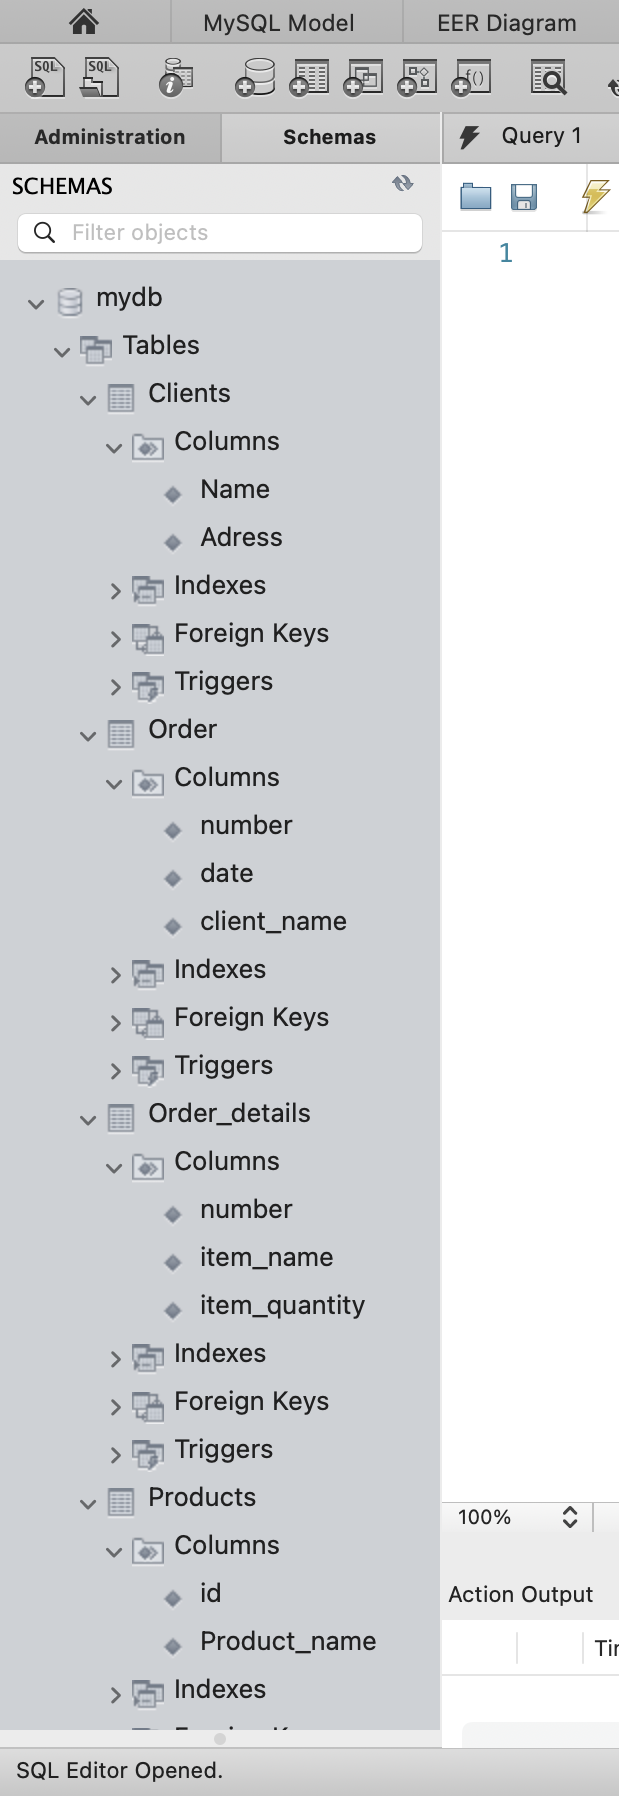 MySQL Model EER Diagram
SQL SQL f()
Administration Schemas Query 1
SCHEMAS
Filter objects
1
mydb
Tables
Clients
Columns
Name
Adress
Indexes
Foreign Keys
Triggers
Order
Columns
number
date
client_name
Indexes
Foreign Keys
Triggers
Order_details
Columns
number
item_name
item_quantity
Indexes
Foreign Keys
Triggers
Products
Columns
id
Product_name
Indexes
100%
Action Output
SQL Editor Opened.